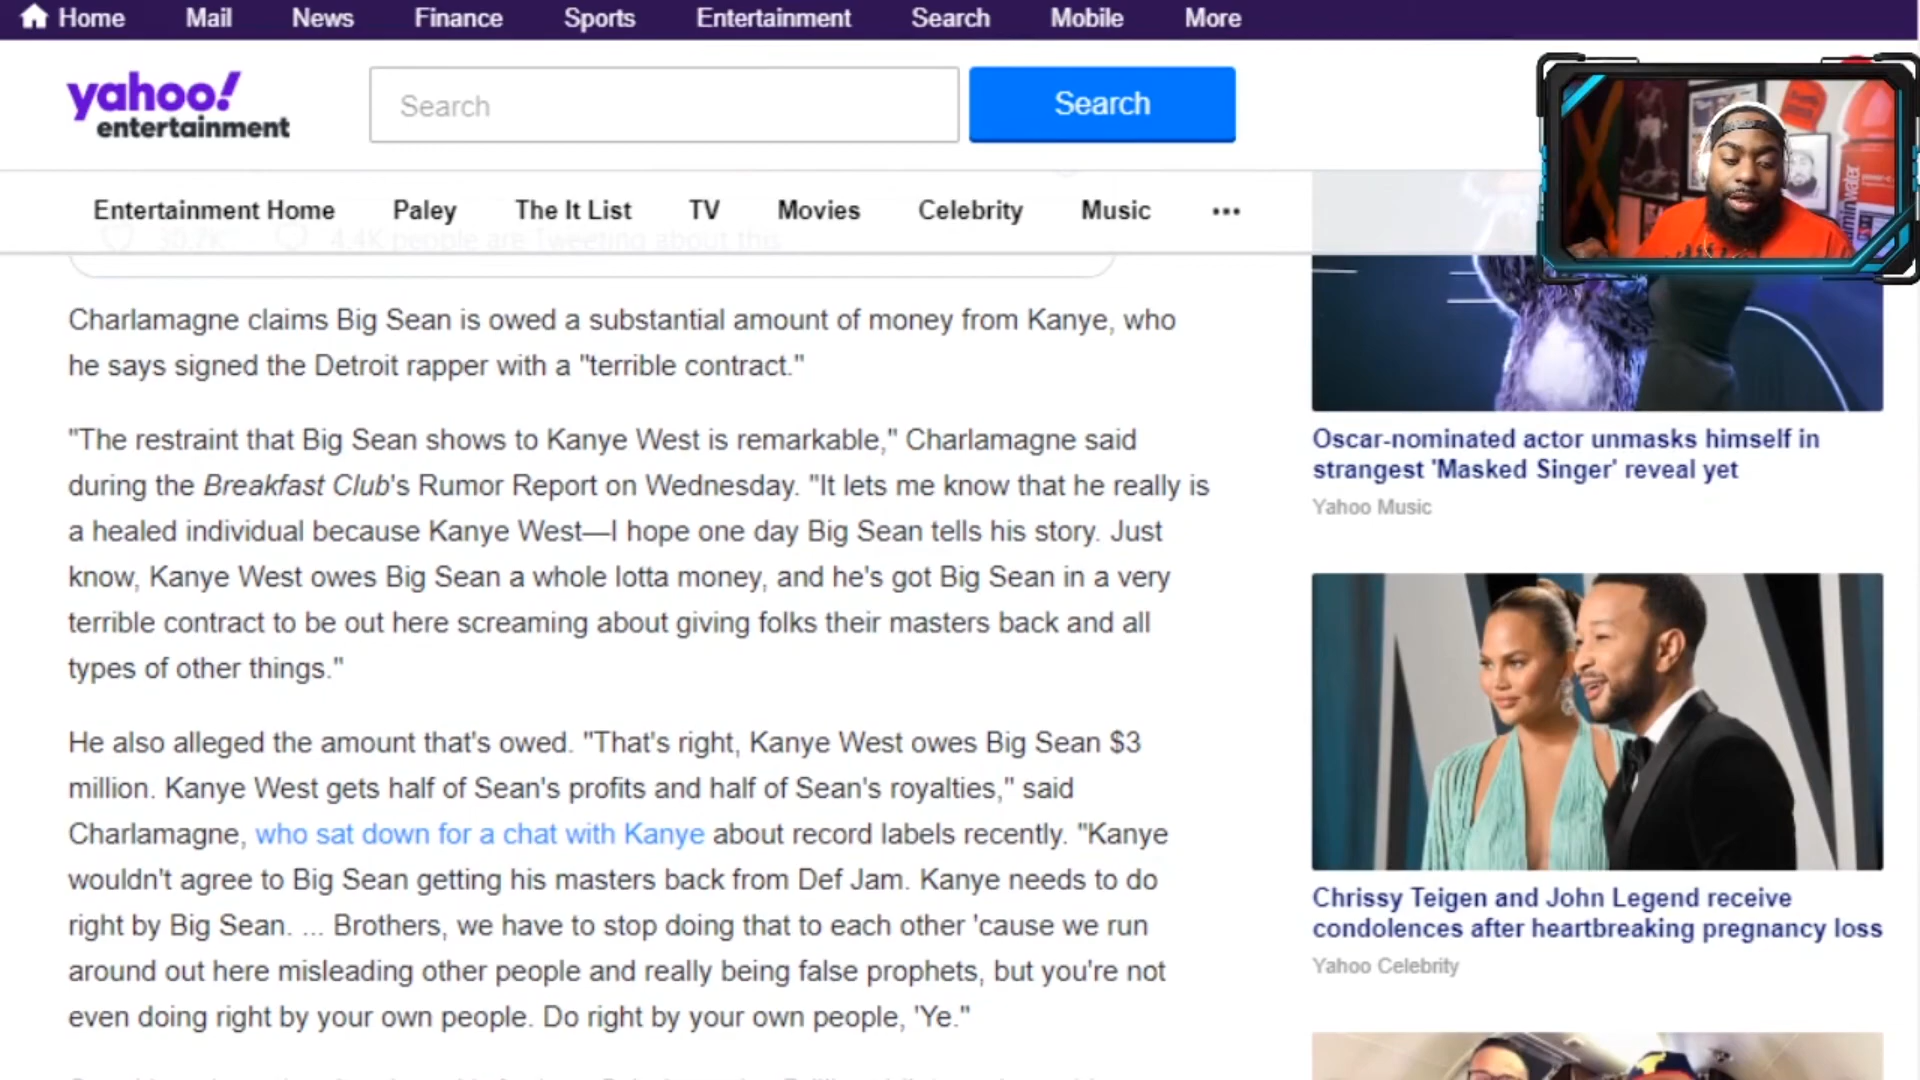 Home Mail News Finance Sports Entertainment Search Mobile More
yahoo!
entertainment
Search
Search
Entertainment Home Paley The It List TV Movies Celebrity Music •••
30.7K 4.4K people are Tweeting about this
Charlamagne claims Big Sean is owed a substantial amount of money from Kanye, who
he says signed the Detroit rapper with a "terrible contract."
"The restraint that Big Sean shows to Kanye West is remarkable," Charlamagne said
during the Breakfast Club's Rumor Report on Wednesday. "It lets me know that he really is
a healed individual because Kanye West—I hope one day Big Sean tells his story. Just
know, Kanye West owes Big Sean a whole lotta money, and he's got Big Sean in a very
terrible contract to be out here screaming about giving folks their masters back and all
types of other things."
He also alleged the amount that's owed. "That's right, Kanye West owes Big Sean $3
million. Kanye West gets half of Sean's profits and half of Sean's royalties," said
Charlamagne, who sat down for a chat with Kanye about record labels recently. "Kanye
wouldn't agree to Big Sean getting his masters back from Def Jam. Kanye needs to do
right by Big Sean. ... Brothers, we have to stop doing that to each other 'cause we run
around out here misleading other people and really being false prophets, but you're not
even doing right by your own people. Do right by your own people, 'Ye."
Oscar-nominated actor unmasks himself in
strangest 'Masked Singer' reveal yet
Yahoo Music
Chrissy Teigen and John Legend receive
condolences after heartbreaking pregnancy loss
Yahoo Celebrity